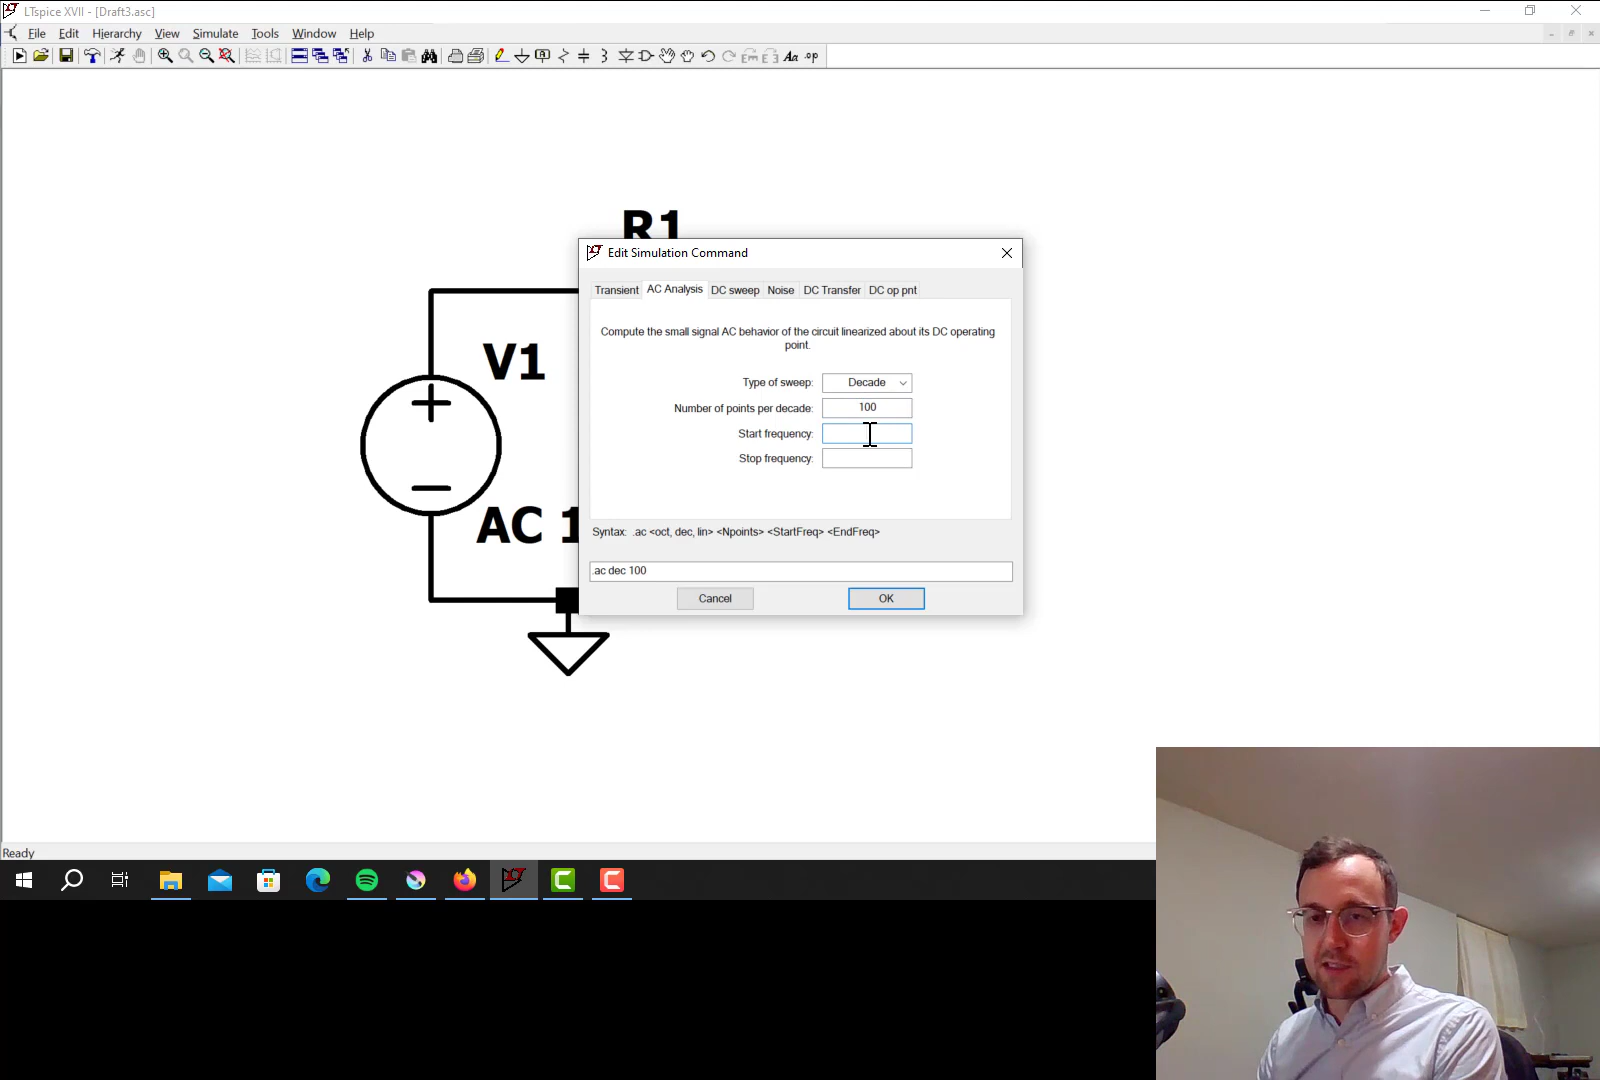 LTspice XVII - [Draft3.asc]
File Edit Hierarchy View Simulate Tools Window Help
Aa .op
R1
Edit Simulation Command
Transient AC Analysis DC sweep Noise DC Transfer DC op pnt
Compute the small signal AC behavior of the circuit linearized about its DC operating
point.
V1
Type of sweep: Decade
Number of points per decade: 100
Start frequency:
Stop frequency:
AC 1
Syntax: .ac <oct, dec, lin> <Npoints> <StartFreq> <EndFreq>
.ac dec 100
Cancel OK
Ready